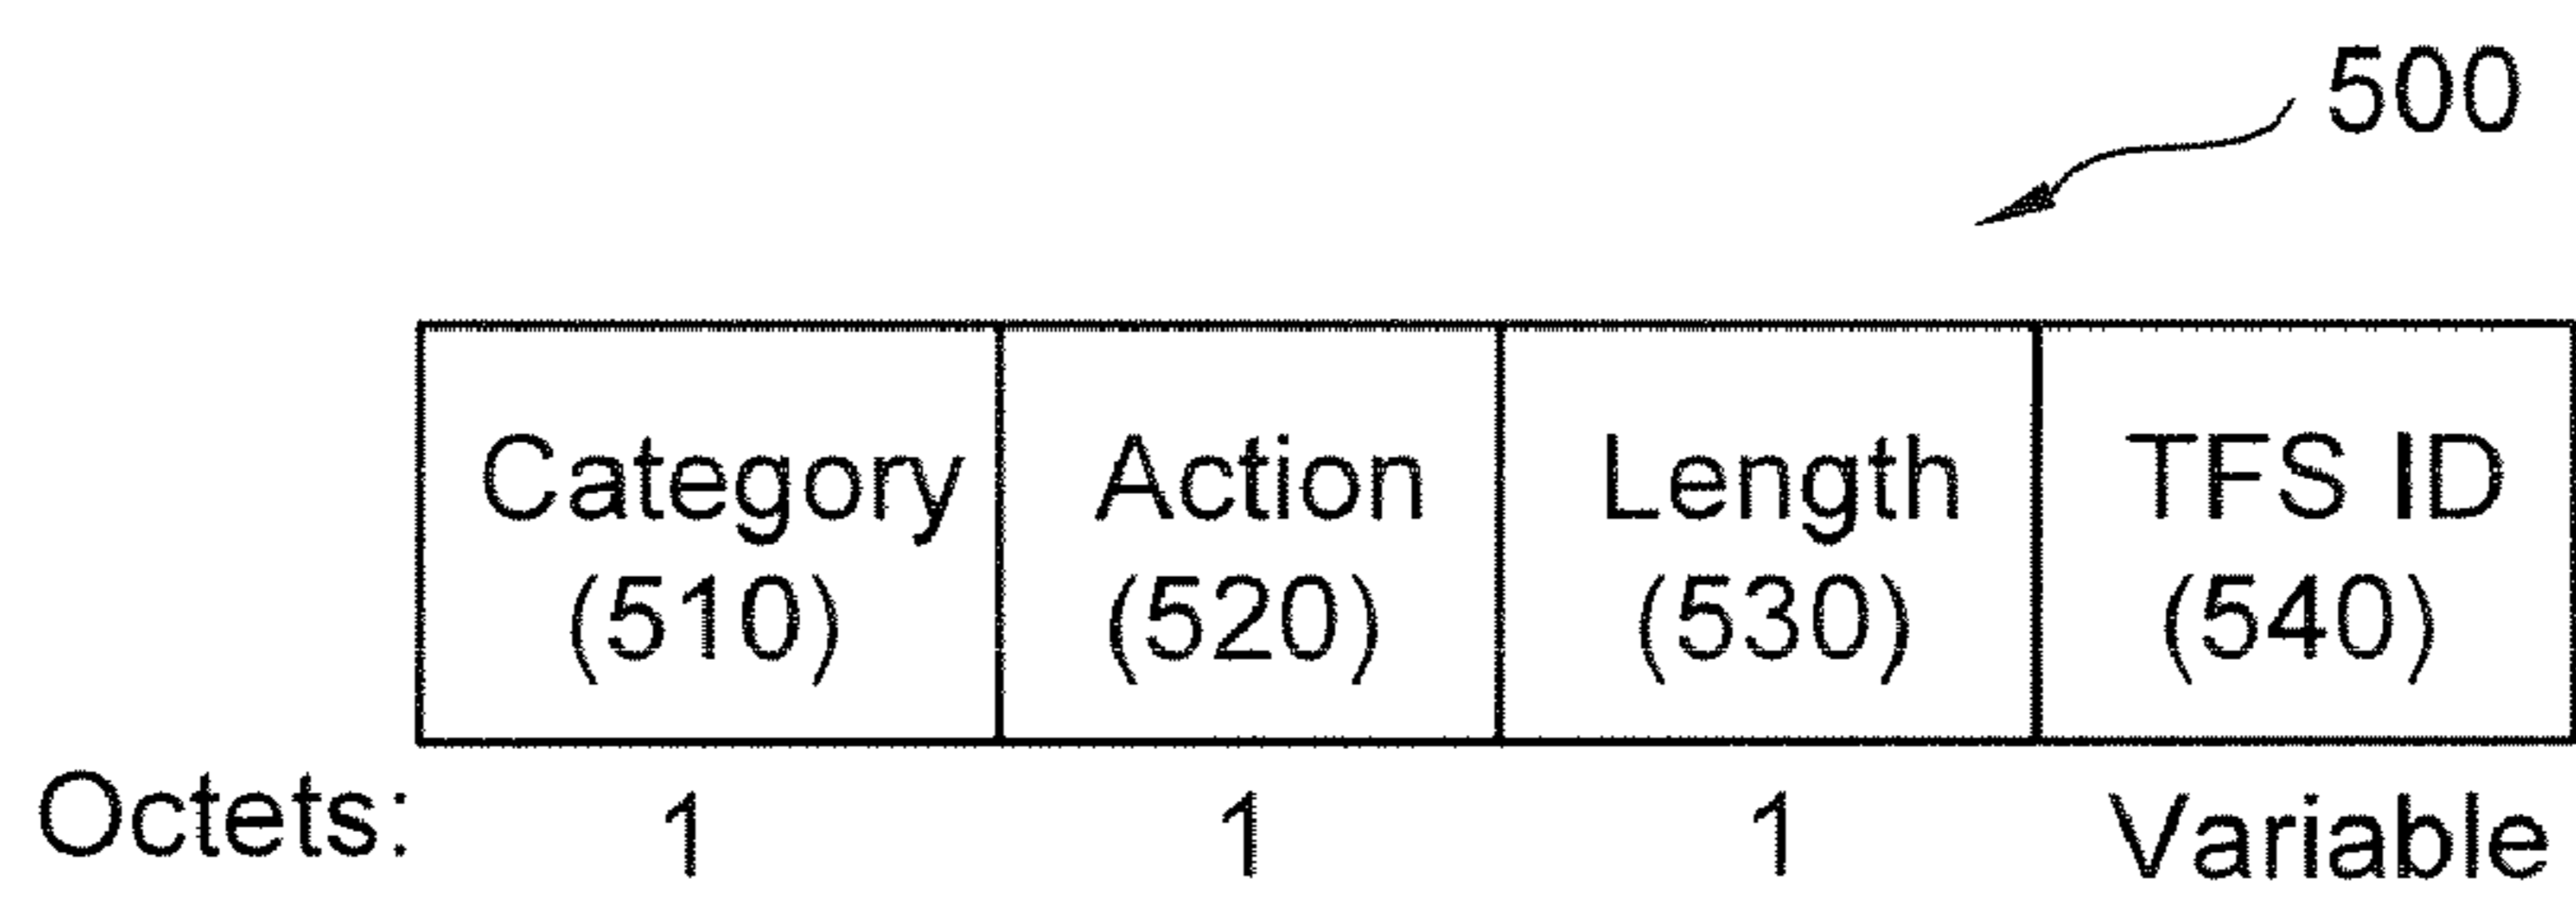 500
Category Action Length TFS ID
(510) (520) (530) (540)
Octets: 1 1 1 Variable